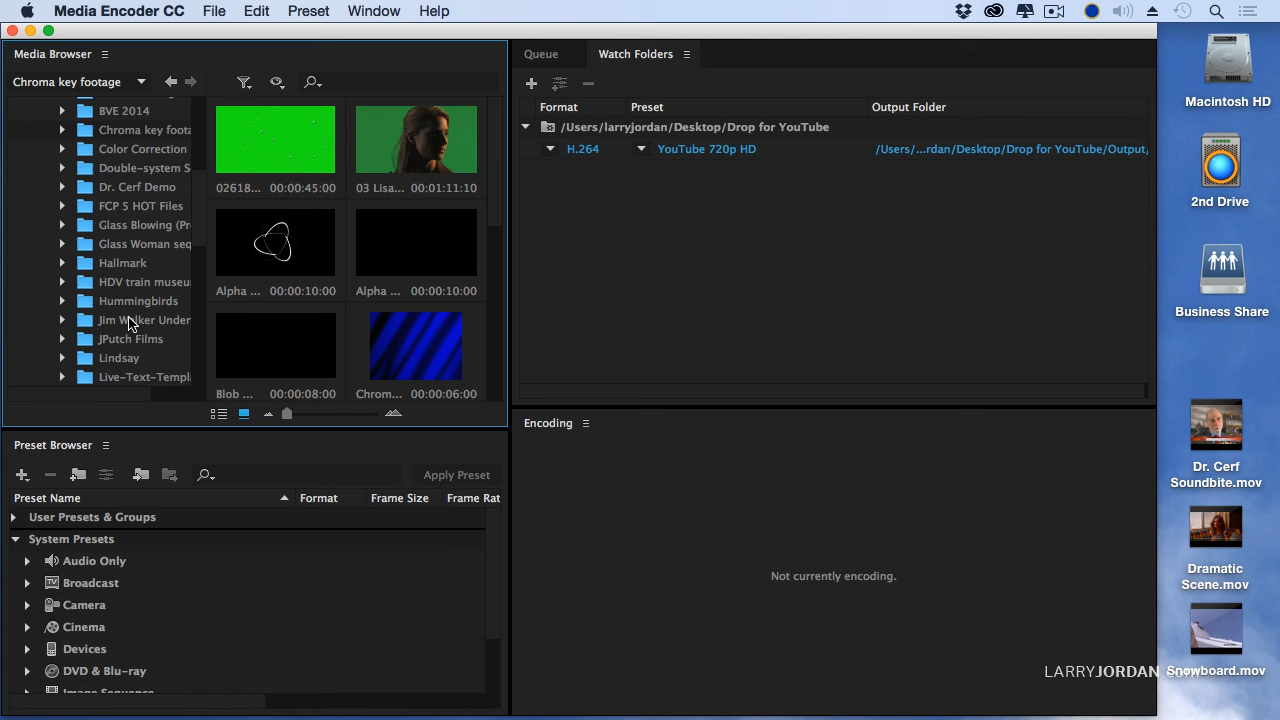 Media Encoder CC File Edit Preset Window Help
Media Browser
Chroma key footage
BVE 2014
Chroma key foota
Color Correction
Double-system S
Dr. Cerf Demo
FCP 5 HOT Files
Glass Blowing (Pr
Glass Woman seq
Hallmark
HDV train museu
Hummingbirds
Jim Walker Under
JPutch Films
Lindsay
Live-Text-Templa
02618... 00:00:45:00
03 Lisa... 00:01:11:10
Alpha ... 00:00:10:00
Alpha ... 00:00:10:00
Blob ... 00:00:08:00
Chrom... 00:00:06:00
Queue Watch Folders
Format Preset Output Folder
/Users/larryjordan/Desktop/Drop for YouTube
H.264 YouTube 720p HD /Users/...rdan/Desktop/Drop for YouTube/Output/
Encoding
Not currently encoding.
Preset Browser
Apply Preset
Preset Name Format Frame Size Frame Rat
User Presets & Groups
System Presets
Audio Only
TV Broadcast
Camera
Cinema
Devices
DVD & Blu-ray
Image Sequence
Macintosh HD
2nd Drive
Business Share
Dr. Cerf
Soundbite.mov
Dramatic
Scene.mov
Snowboard.mov
LARRYJORDAN.com